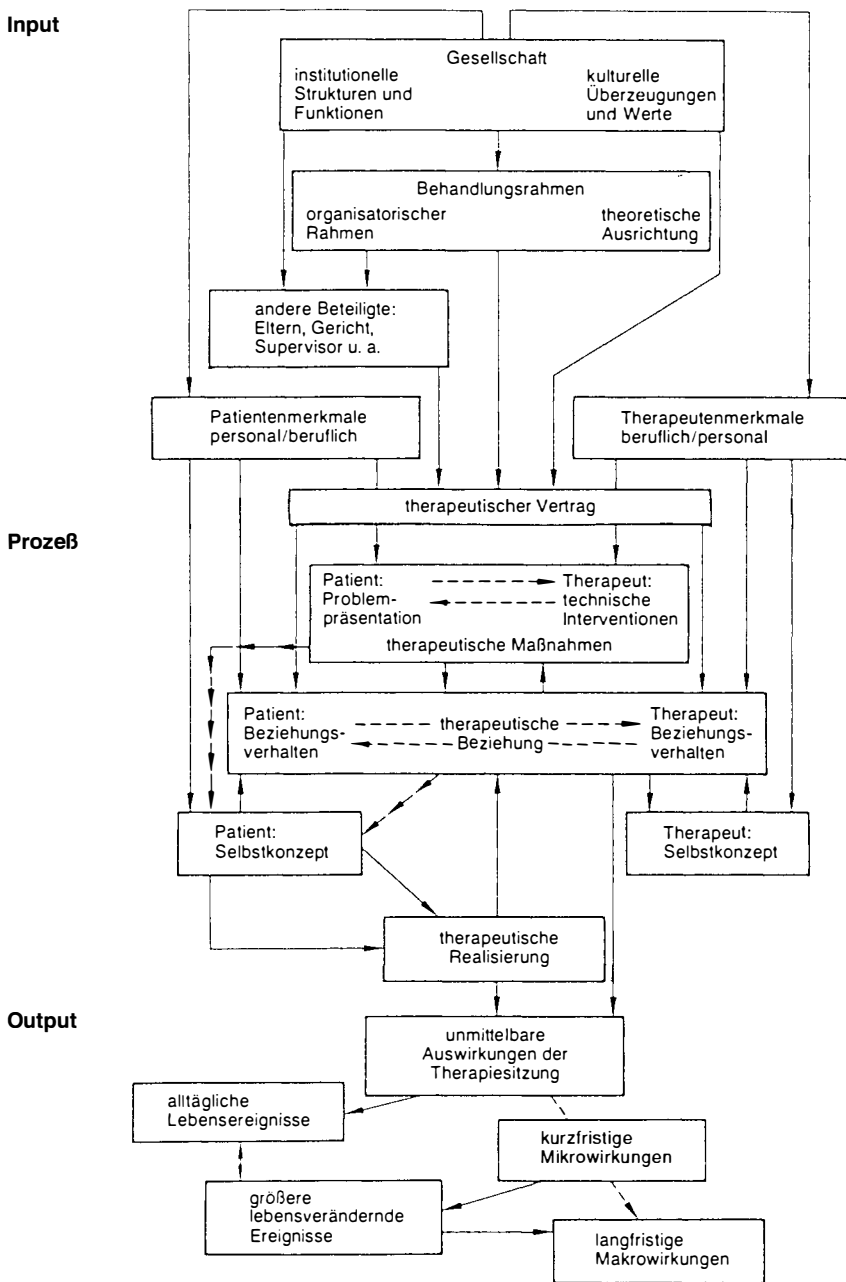 Input
Gesellschaft
institutionelle
Strukturen und
Funktionen
kulturelle
Überzeugungen
und Werte
Behandlungsrahmen
organisatorischer
Rahmen
theoretische
Ausrichtung
andere Beteiligte:
Eltern, Gericht,
Supervisor u. a.
Patientenmerkmale
personal/beruflich
Therapeutenmerkmale
beruflich/personal
therapeutischer Vertrag
Prozeß
Patient:
Problem-
präsentation
Therapeut:
technische
Interventionen
therapeutische Maßnahmen
Patient:
Beziehungs-
verhalten
therapeutische
Beziehung
Therapeut:
Beziehungs-
verhalten
Patient:
Selbstkonzept
Therapeut:
Selbstkonzept
therapeutische
Realisierung
Output
unmittelbare
Auswirkungen der
Therapiesitzung
alltägliche
Lebensereignisse
kurzfristige
Mikrowirkungen
größere
lebensverändernde
Ereignisse
langfristige
Makrowirkungen